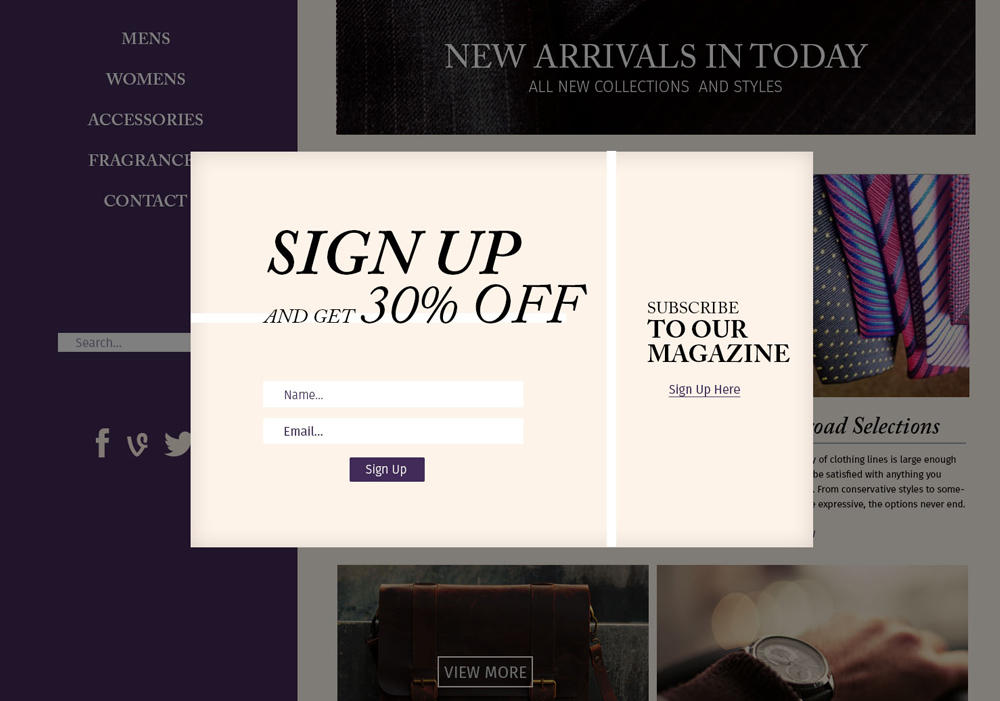 MENS
WOMENS
ACCESSORIES
FRAGRANCE
CONTACT
Search...
NEW ARRIVALS IN TODAY
ALL NEW COLLECTIONS AND STYLES
SIGN UP
AND GET 30% OFF
Name...
Email...
Sign Up
SUBSCRIBE
TO OUR
MAGAZINE
Sign Up Here
Selections
of clothing lines is large enough
be satisfied with anything you
. From conservative styles to some-
expressive, the options never end.
VIEW MORE